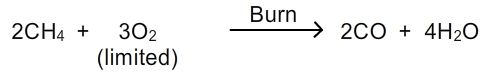 Burn
2CH₄ + 3O₂ ⟶ 2CO + 4H₂O
(limited)